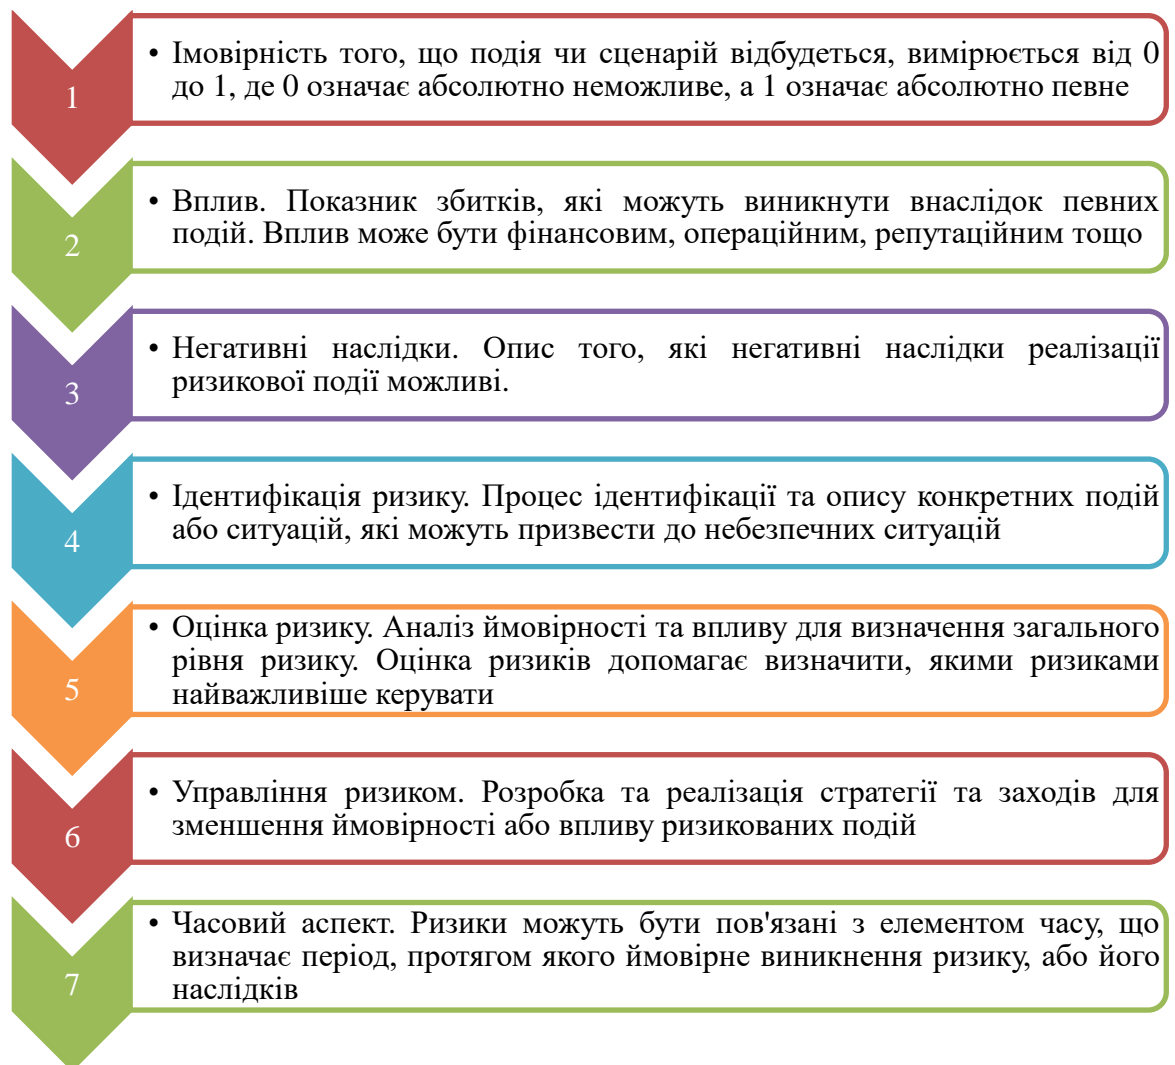 1
• Імовірність того, що подія чи сценарій відбудеться, вимірюється від 0
до 1, де 0 означає абсолютно неможливе, а 1 означає абсолютно певне
2
• Вплив. Показник збитків, які можуть виникнути внаслідок певних
подій. Вплив може бути фінансовим, операційним, репутаційним тощо
3
• Негативні наслідки. Опис того, які негативні наслідки реалізації
ризикової події можливі.
4
• Ідентифікація ризику. Процес ідентифікації та опису конкретних подій
або ситуацій, які можуть призвести до небезпечних ситуацій
5
• Оцінка ризику. Аналіз ймовірності та впливу для визначення загального
рівня ризику. Оцінка ризиків допомагає визначити, якими ризиками
найважливіше керувати
6
• Управління ризиком. Розробка та реалізація стратегії та заходів для
зменшення ймовірності або впливу ризикованих подій
7
• Часовий аспект. Ризики можуть бути пов'язані з елементом часу, що
визначає період, протягом якого ймовірне виникнення ризику, або його
наслідків